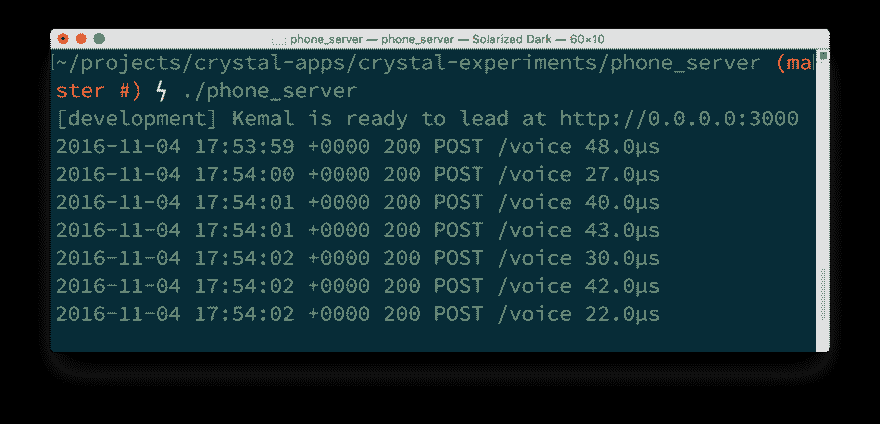 phone_server — phone_server — Solarized Dark — 60×10
~/projects/crystal-apps/crystal-experiments/phone_server (ma
ster #) ϟ ./phone_server
[development] Kemal is ready to lead at http://0.0.0.0:3000
2016-11-04 17:53:59 +0000 200 POST /voice 48.0µs
2016-11-04 17:54:00 +0000 200 POST /voice 27.0µs
2016-11-04 17:54:01 +0000 200 POST /voice 40.0µs
2016-11-04 17:54:01 +0000 200 POST /voice 43.0µs
2016-11-04 17:54:02 +0000 200 POST /voice 30.0µs
2016-11-04 17:54:02 +0000 200 POST /voice 42.0µs
2016-11-04 17:54:02 +0000 200 POST /voice 22.0µs